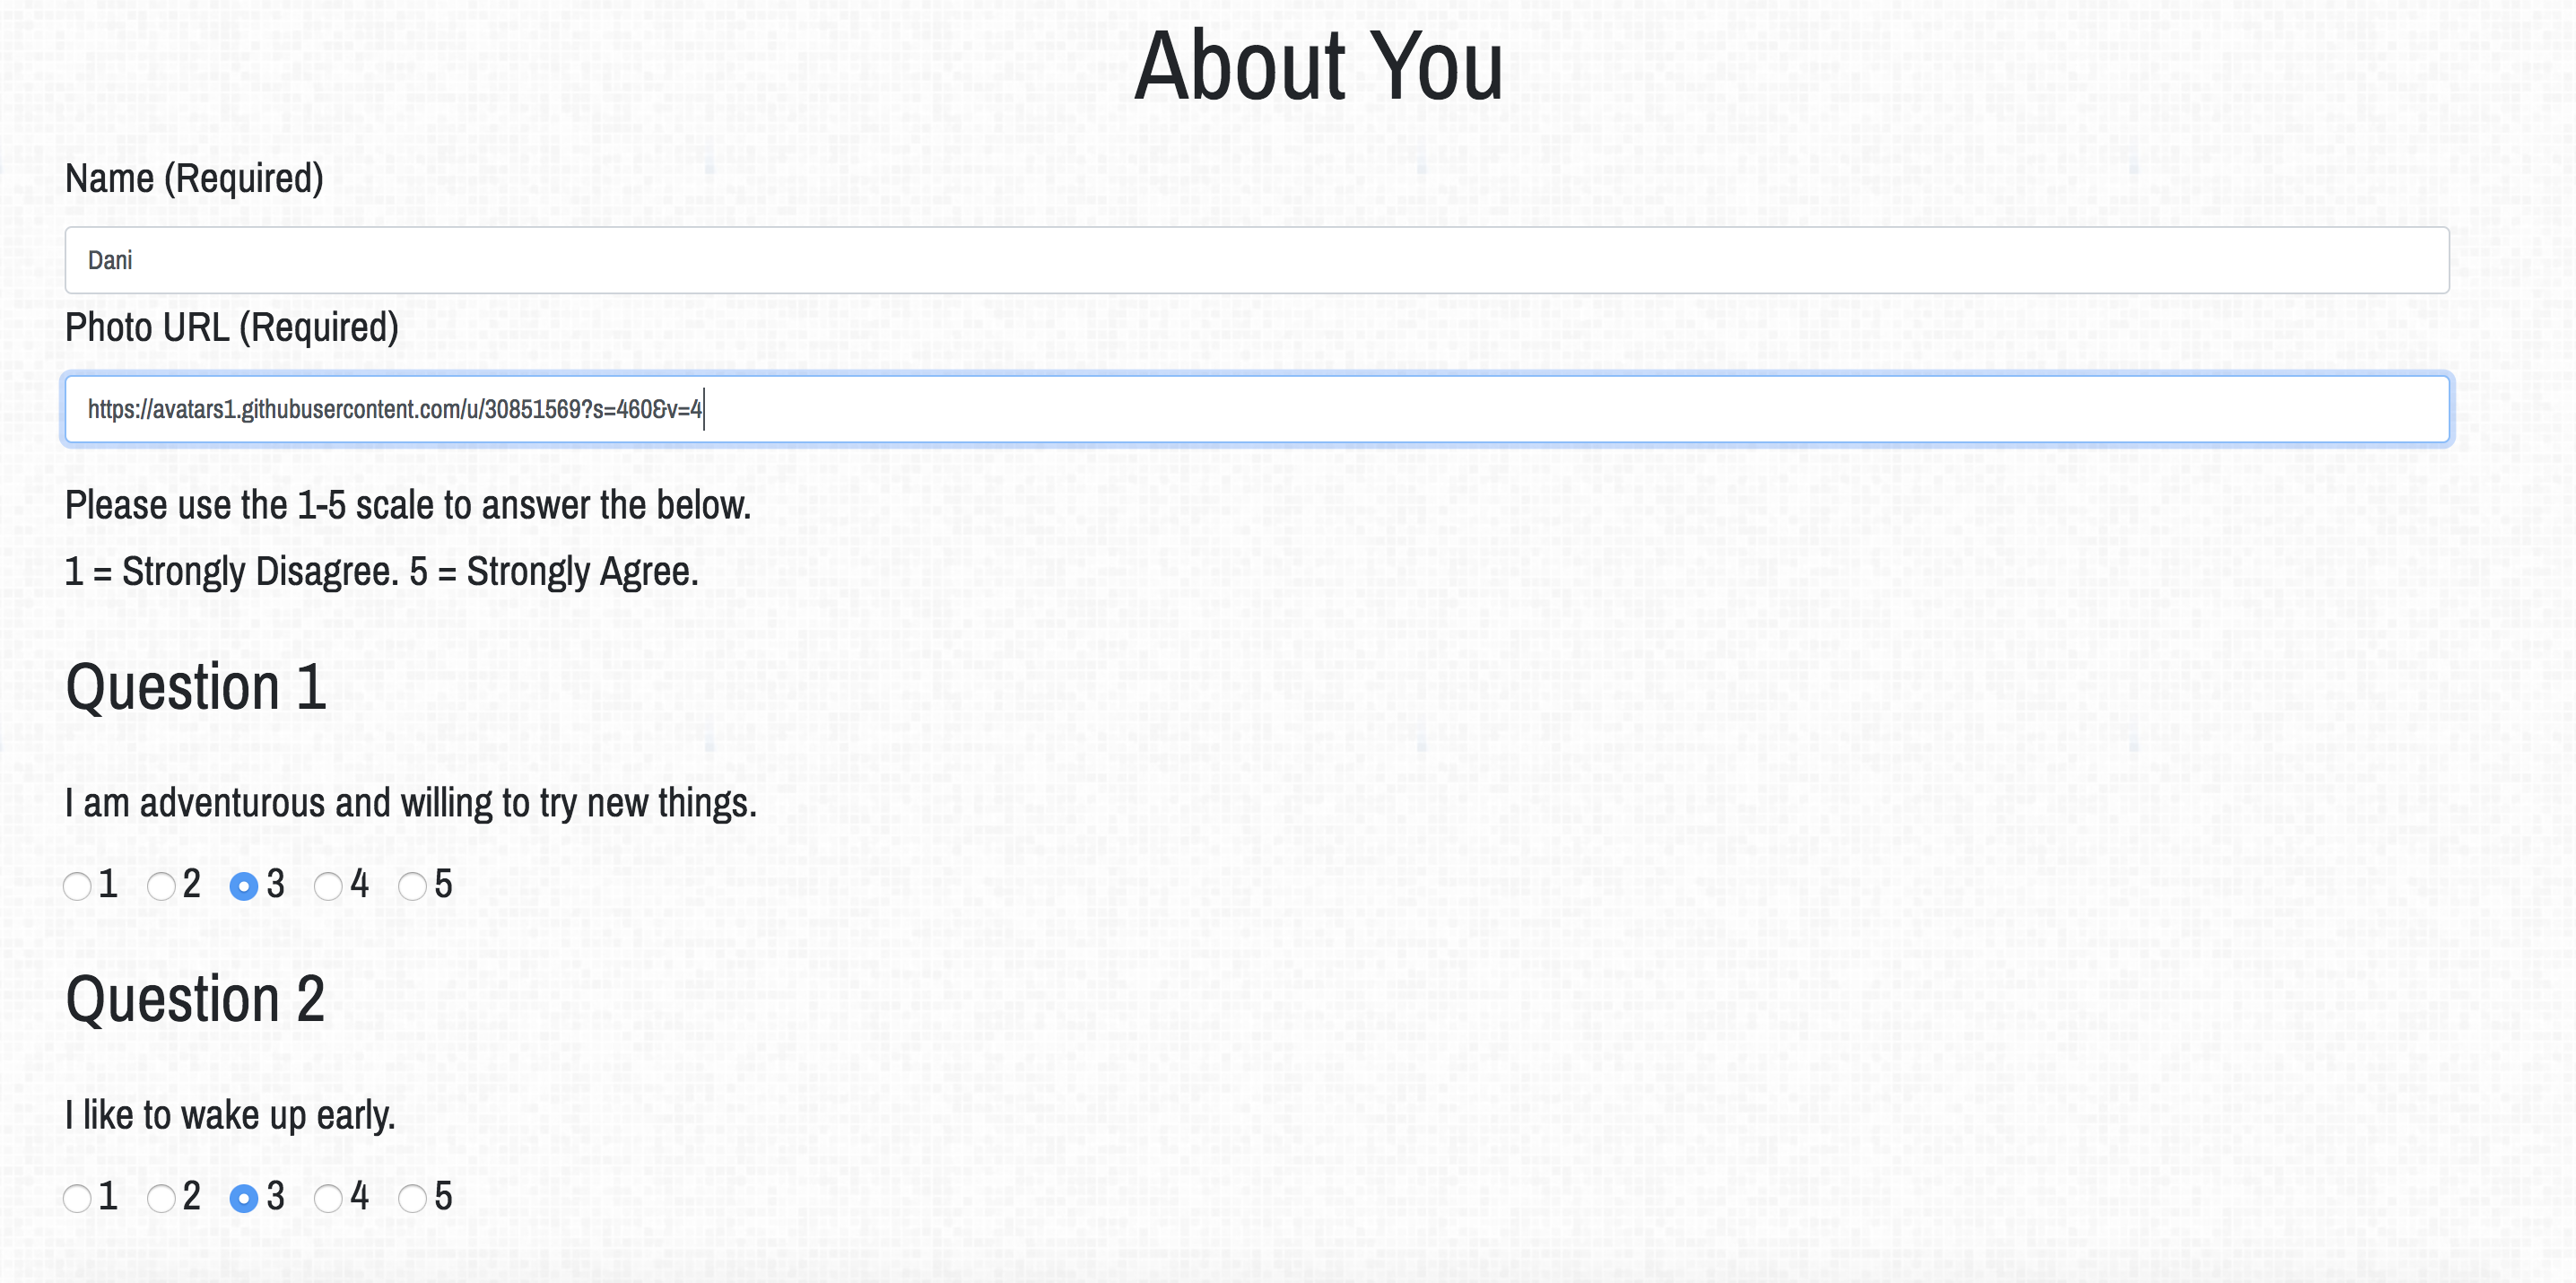 About You
Name (Required)
Dani
Photo URL (Required)
https://avatars1.githubusercontent.com/u/30851569?s=460&v=4
Please use the 1-5 scale to answer the below.
1 = Strongly Disagree. 5 = Strongly Agree.
Question 1
I am adventurous and willing to try new things.
1 2 3 4 5
Question 2
I like to wake up early.
1 2 3 4 5